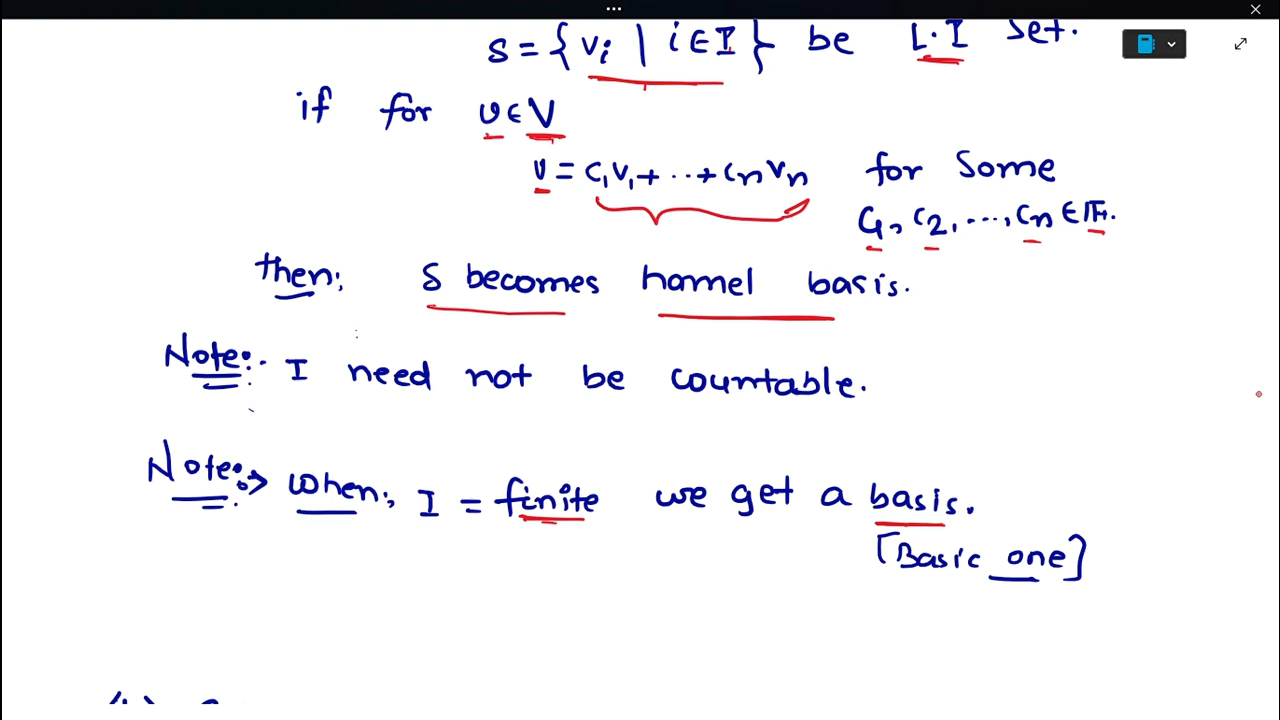 S = { vᵢ | i ∈ I } be L.I set.
if for v ∈ V
v = c₁v₁ + ... + cₙvₙ for some
c₁, c₂, ..., cₙ ∈ 𝔽.
then; S becomes hamel basis.
Note:- I need not be countable.
Note:-> when; I = finite we get a basis.
[Basic one]